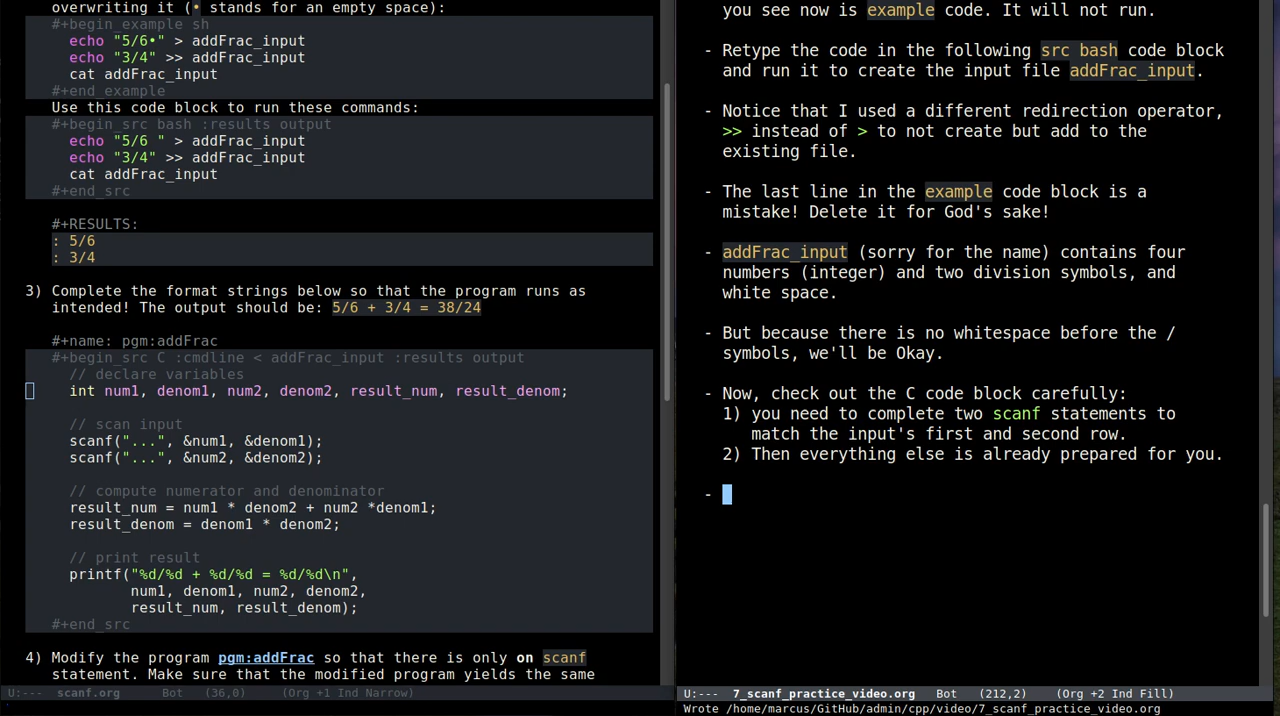 overwriting it (• stands for an empty space):
#+begin_example sh
echo "5/6•" > addFrac_input
echo "3/4" >> addFrac_input
cat addFrac_input
#+end_example
Use this code block to run these commands:
#+begin_src bash :results output
echo "5/6 " > addFrac_input
echo "3/4" >> addFrac_input
cat addFrac_input
#+end_src
#+RESULTS:
: 5/6
: 3/4
3) Complete the format strings below so that the program runs as
intended! The output should be: 5/6 + 3/4 = 38/24
#+name: pgm:addFrac
#+begin_src C :cmdline < addFrac_input :results output
// declare variables
int num1, denom1, num2, denom2, result_num, result_denom;
// scan input
scanf("...", &num1, &denom1);
scanf("...", &num2, &denom2);
// compute numerator and denominator
result_num = num1 * denom2 + num2 *denom1;
result_denom = denom1 * denom2;
// print result
printf("%d/%d + %d/%d = %d/%d\n",
num1, denom1, num2, denom2,
result_num, result_denom);
#+end_src
4) Modify the program pgm:addFrac so that there is only on scanf
statement. Make sure that the modified program yields the same
U:--- scanf.org Bot (36,0) (Org +1 Ind Narrow)
you see now is example code. It will not run.
- Retype the code in the following src bash code block
and run it to create the input file addFrac_input.
- Notice that I used a different redirection operator,
>> instead of > to not create but add to the
existing file.
- The last line in the example code block is a
mistake! Delete it for God's sake!
- addFrac_input (sorry for the name) contains four
numbers (integer) and two division symbols, and
white space.
- But because there is no whitespace before the /
symbols, we'll be Okay.
- Now, check out the C code block carefully:
1) you need to complete two scanf statements to
match the input's first and second row.
2) Then everything else is already prepared for you.
-
U:--- 7_scanf_practice_video.org Bot (212,2) (Org +2 Ind Fill)
Wrote /home/marcus/GitHub/admin/cpp/video/7_scanf_practice_video.org